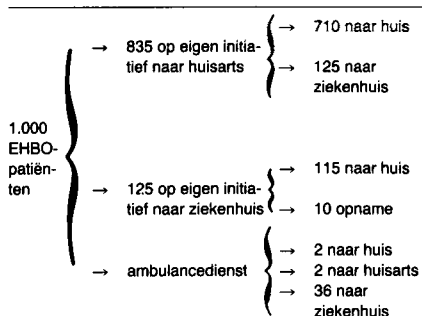 1.000
EHBO-
patiën-
ten
→ 835 op eigen initia-
tief naar huisarts
→ 710 naar huis
→ 125 naar
ziekenhuis
→ 125 op eigen initia-
tief naar ziekenhuis
→ 115 naar huis
→ 10 opname
→ ambulancedienst
→ 2 naar huis
→ 2 naar huisarts
→ 36 naar
ziekenhuis